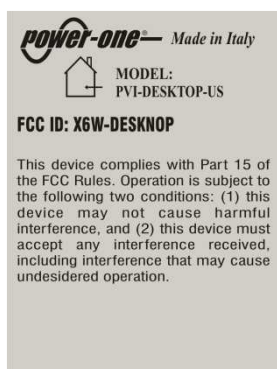 power-one® Made in Italy
MODEL:
PVI-DESKTOP-US
FCC ID: X6W-DESKNOP
This device complies with Part 15 of
the FCC Rules. Operation is subject to
the following two conditions: (1) this
device may not cause harmful
interference, and (2) this device must
accept any interference received,
including interference that may cause
undesidered operation.